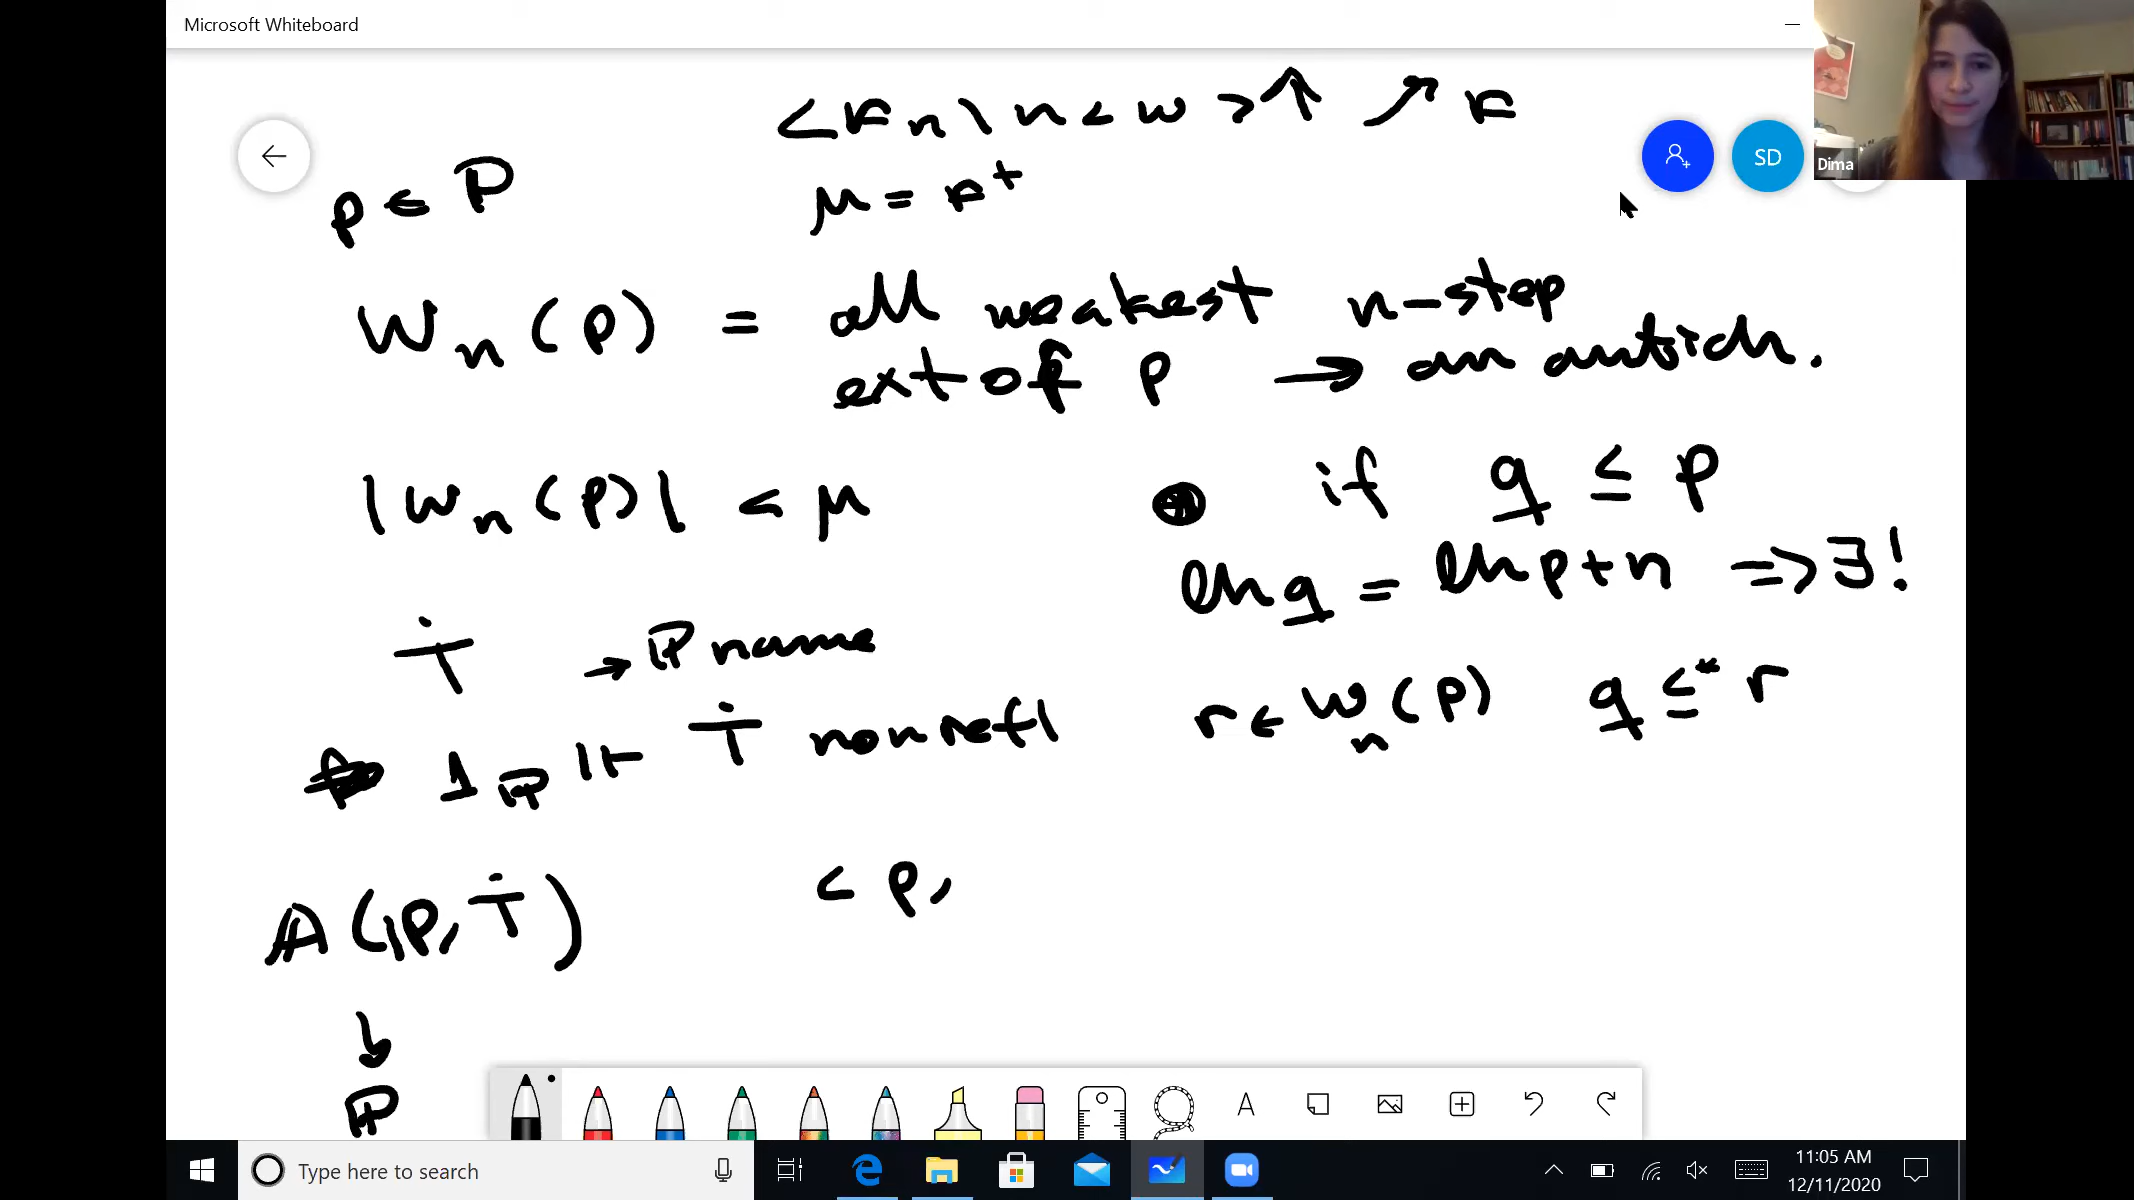 Microsoft Whiteboard
<κ_n | n < ω> ↑ ↗ κ
p ∈ ℙ
μ = κ⁺
SD
Dima
W_n(p) = all weakest n-step
ext of p → an antich.
|W_n(p)| < μ
if q ≤ p
lh q = lh p + n ⇒ ∃!
Ṫ → ℙ name
r ∈ W_n(p) q ≤* r
1_ℙ ⊩ Ṫ nonrefl
𝔸(ℙ, Ṫ)
< p,
↓
ℙ
Type here to search
11:05 AM
12/11/2020